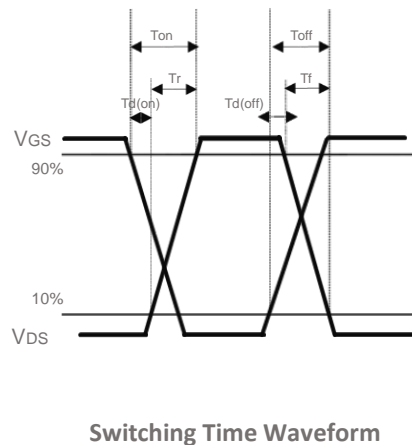 Ton
Toff
Tr
Tf
Td(on)
Td(off)
VGS
90%
10%
VDS
Switching Time Waveform